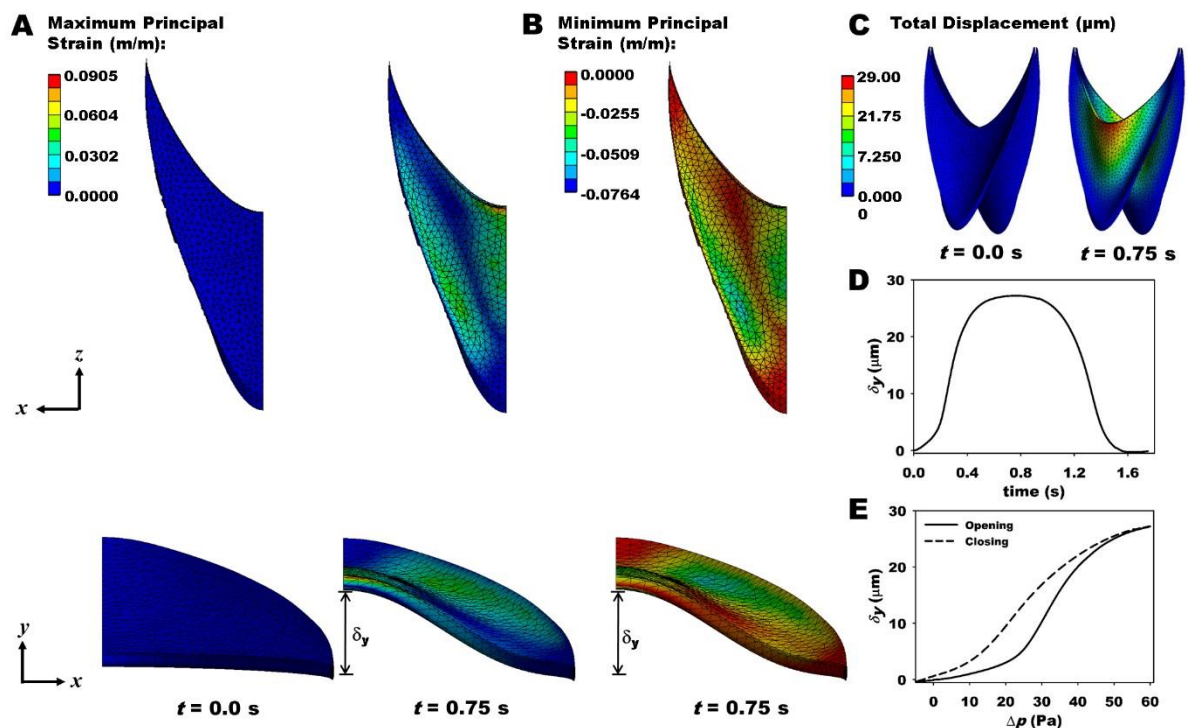 A Maximum Principal
Strain (m/m):
0.0905
0.0604
0.0302
0.0000
z
x
B Minimum Principal
Strain (m/m):
0.0000
-0.0255
-0.0509
-0.0764
C Total Displacement (µm)
29.00
21.75
7.250
0.000
0
t = 0.0 s
t = 0.75 s
D
30
20
10
0
δy (µm)
0.0 0.4 0.8 1.2 1.6
time (s)
E
30
20
10
0
δy (µm)
Opening
Closing
0 10 20 30 40 50 60
Δp (Pa)
y
x
δy
δy
t = 0.0 s
t = 0.75 s
t = 0.75 s